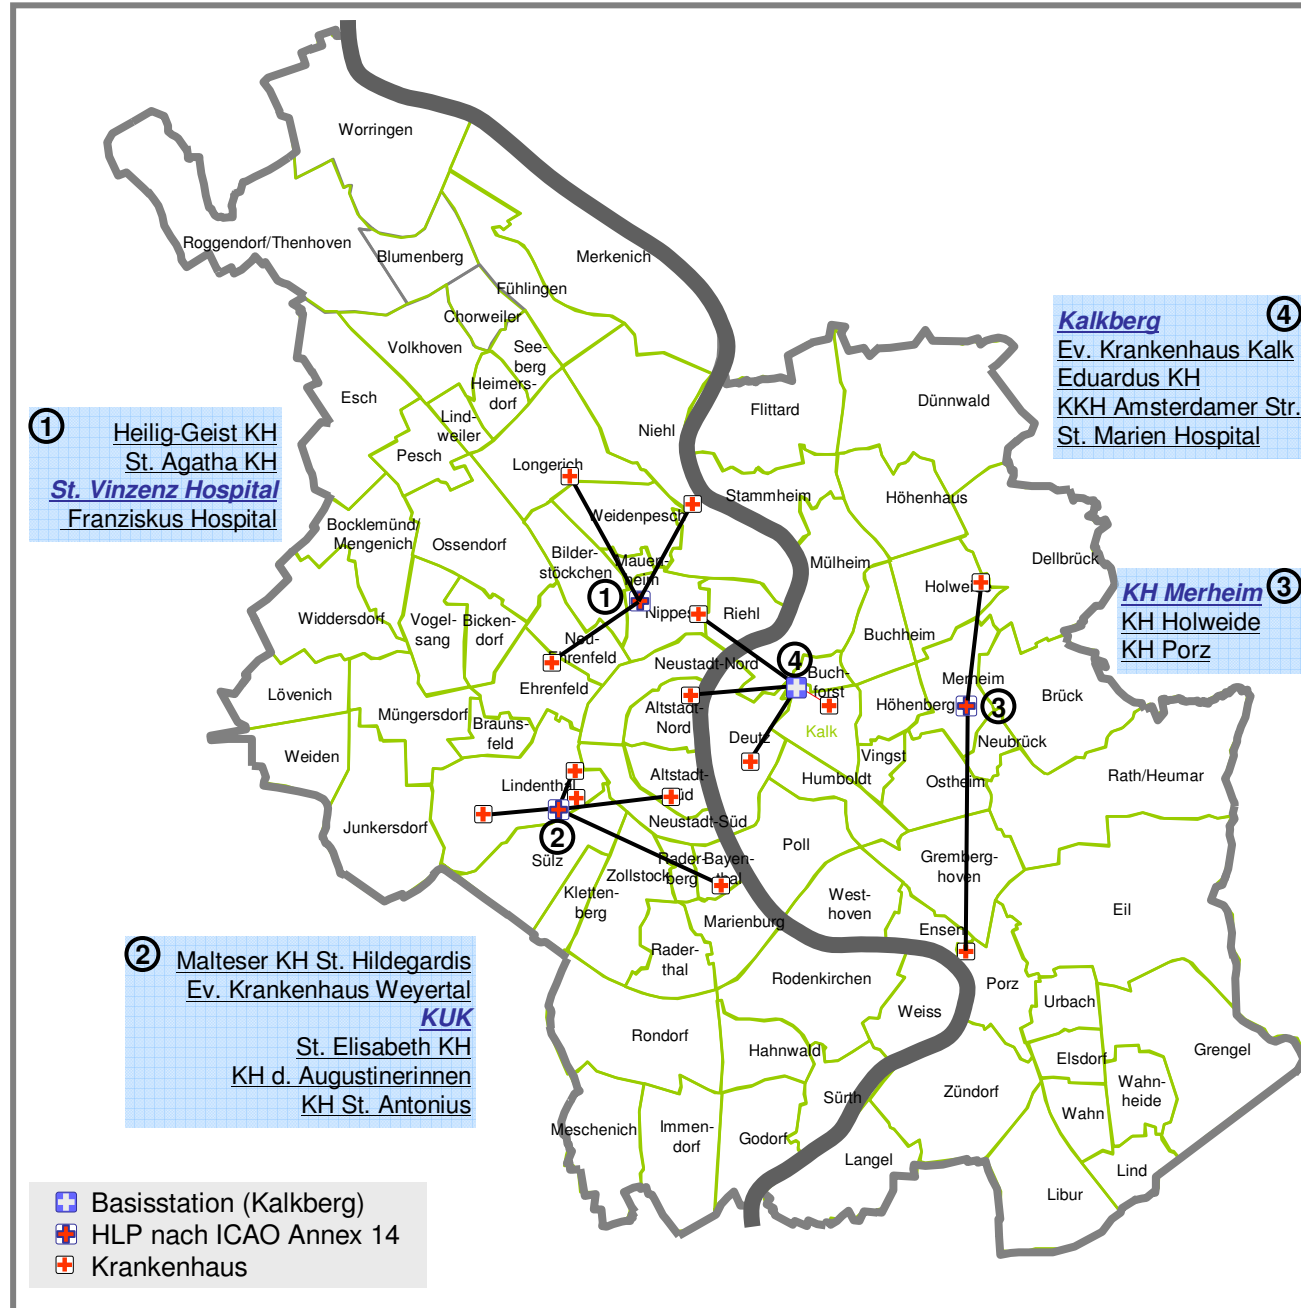 Worringen
Roggendorf/Thenhoven
Blumenberg
Merkenich
Fühlingen
Chorweiler
Volkhoven
See-
berg
Heimers-
dorf
Esch
Lind-
weiler
Pesch
Niehl
Flittard
Dünnwald
4
Kalkberg
Ev. Krankenhaus Kalk
Eduardus KH
KKH Amsterdamer Str.
St. Marien Hospital
1
Heilig-Geist KH
St. Agatha KH
St. Vinzenz Hospital
Franziskus Hospital
Longerich
Weidenpesch
Stammheim
Höhenhaus
Dellbrück
Bocklemünd/
Mengenich
Ossendorf
Bilder-
stöckchen
Mauen-
heim
Mülheim
Holweide
3
KH Merheim
KH Holweide
KH Porz
1
Nippes
Riehl
Widdersdorf
Vogel-
sang
Bicken-
dorf
Neu-
Ehrenfeld
Ehrenfeld
Buchheim
Neustadt-Nord
4
Buch-
forst
Merheim
Brück
Lövenich
Müngersdorf
Brauns-
feld
Altstadt-
Nord
Höhenberg
3
Kalk
Deutz
Neubrück
Weiden
Vingst
Lindenthal
Altstadt-
Süd
Humboldt
Ostheim
Rath/Heumar
Junkersdorf
2
Neustadt-Süd
Poll
Sülz
Zollstock
Rader-
berg
Bayen-
thal
Gremberg-
hoven
Kletten-
berg
Marienburg
West-
hoven
Eil
Ensen
Rader-
thal
Rodenkirchen
Porz
Urbach
Weiss
2
Malteser KH St. Hildegardis
Ev. Krankenhaus Weyertal
KUK
St. Elisabeth KH
KH d. Augustinerinnen
KH St. Antonius
Rondorf
Hahnwald
Elsdorf
Grengel
Wahn-
heide
Zündorf
Sürth
Wahn
Meschenich
Immen-
dorf
Godorf
Langel
Lind
Libur
Basisstation (Kalkberg)
HLP nach ICAO Annex 14
Krankenhaus